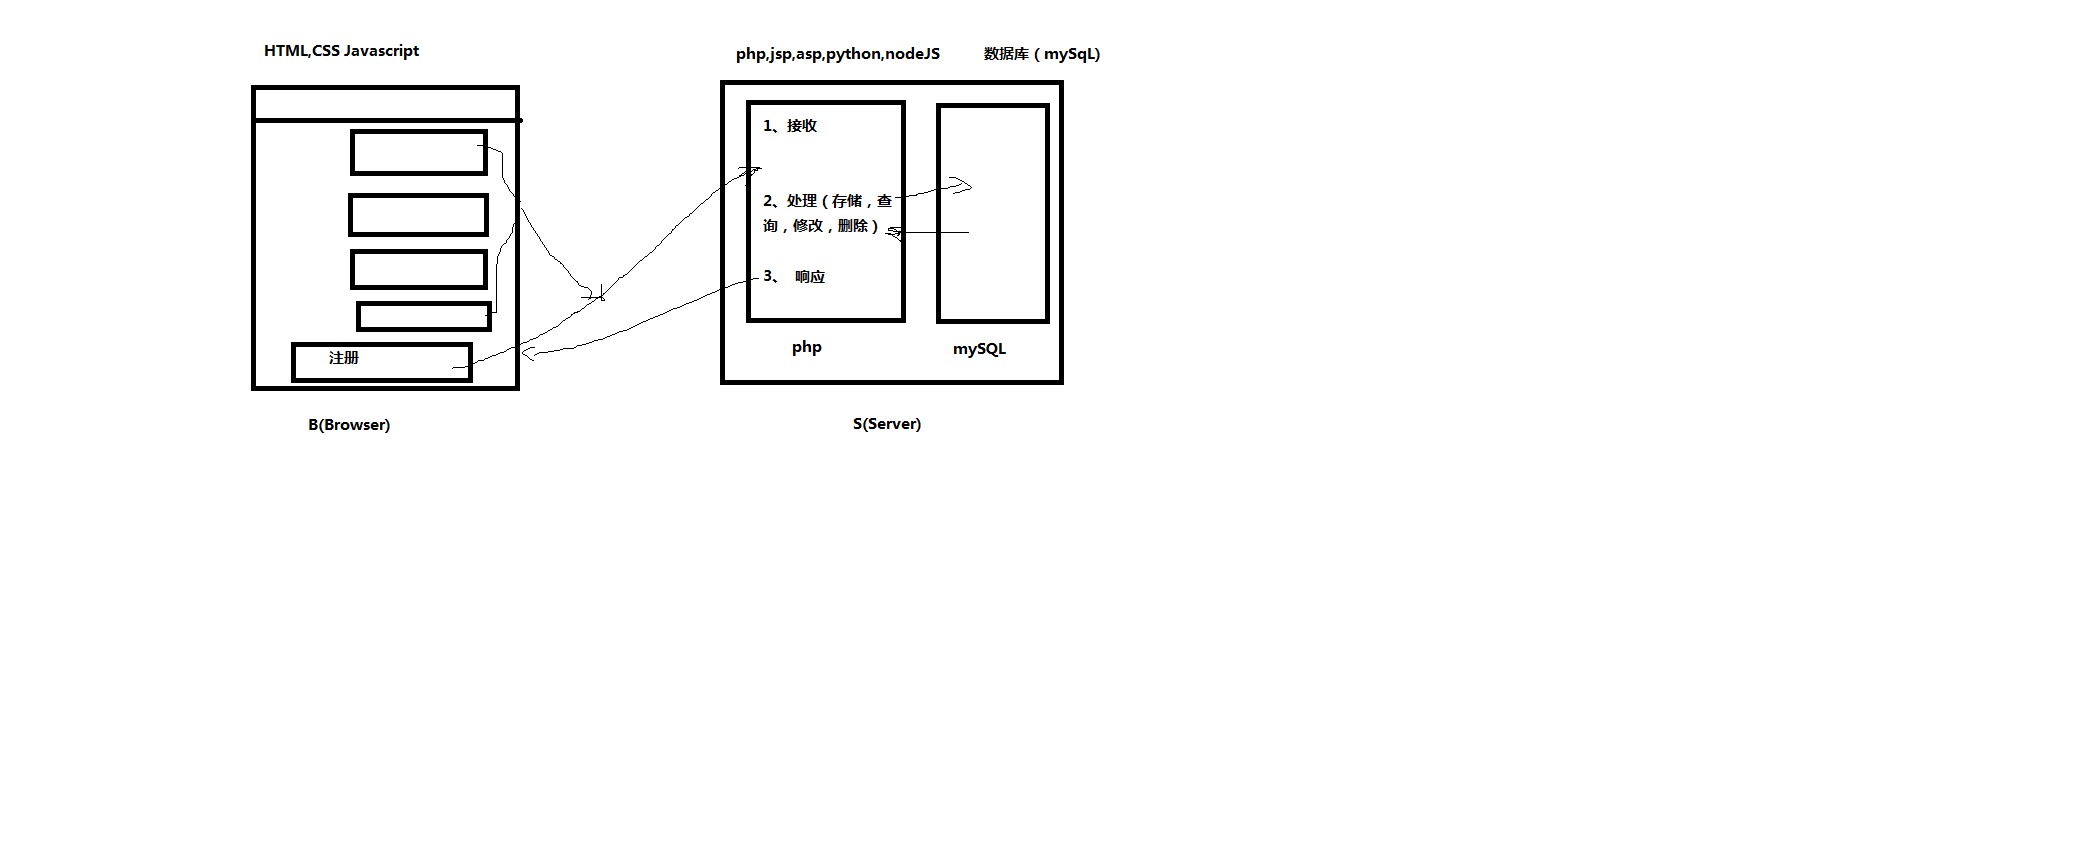 HTML,CSS Javascript
php,jsp,asp,python,nodeJS
数据库（mySqL)
1、接收
2、处理（存储，查
询，修改，删除）
3、 响应
注册
php
mySQL
B(Browser)
S(Server)